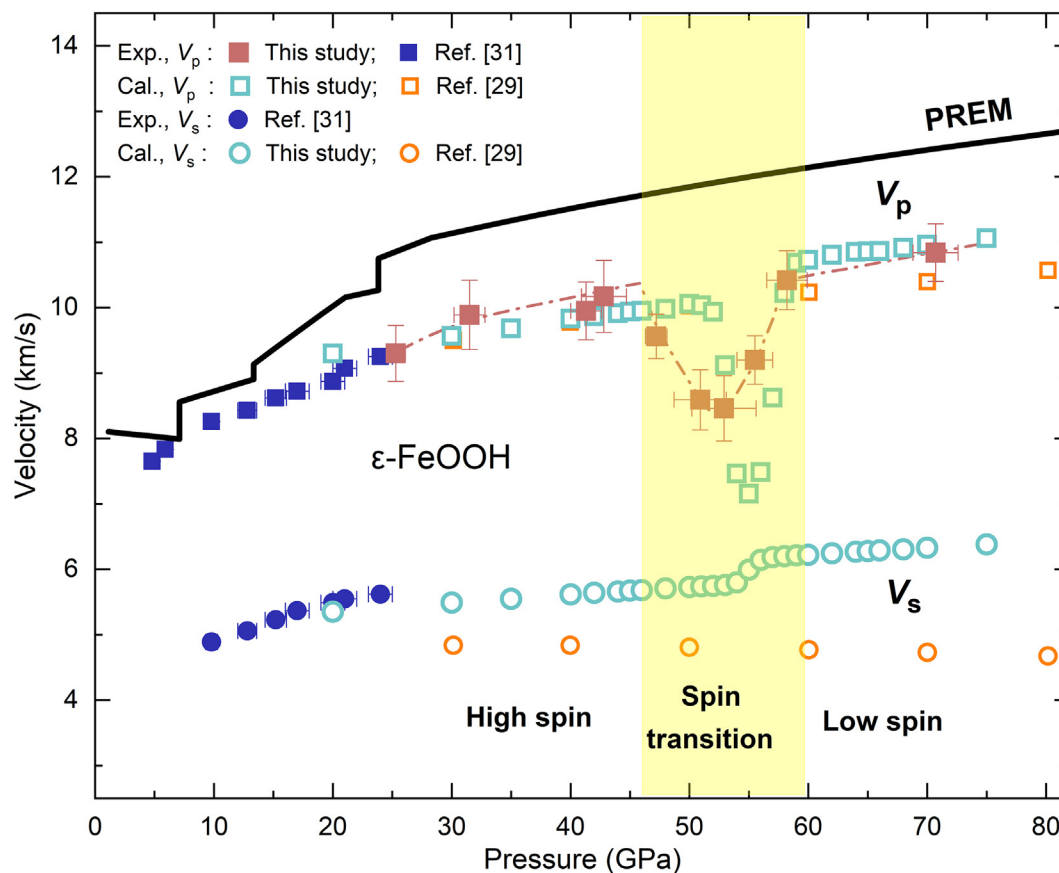 Exp., Vp : This study; Ref. [31]
Cal., Vp : This study; Ref. [29]
Exp., Vs : Ref. [31]
Cal., Vs : This study; Ref. [29]
PREM
Vp
ε-FeOOH
Vs
High spin
Spin
transition
Low spin
14
12
10
8
6
4
Velocity (km/s)
0 10 20 30 40 50 60 70 80
Pressure (GPa)